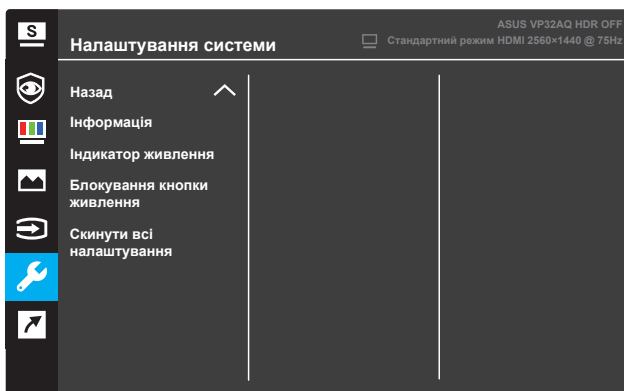 S
ASUS VP32AQ HDR OFF
Налаштування системи
Стандартний режим HDMI 2560×1440 @ 75Hz
Назад
Інформація
Індикатор живлення
Блокування кнопки
живлення
Скинути всі
налаштування